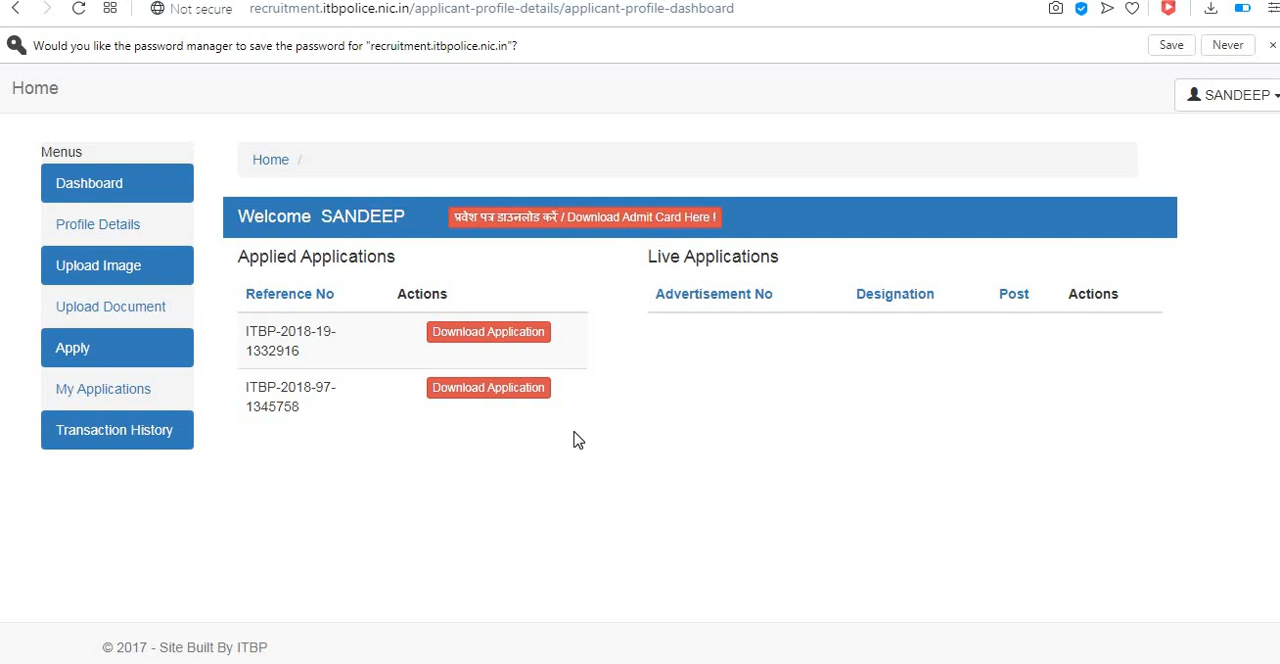 Not secure recruitment.itbpolice.nic.in/applicant-profile-details/applicant-profile-dashboard
Would you like the password manager to save the password for "recruitment.itbpolice.nic.in"? Save Never ×
Home SANDEEP
Menus
Dashboard
Profile Details
Upload Image
Upload Document
Apply
My Applications
Transaction History
Home /
Welcome SANDEEP प्रवेश पत्र डाउनलोड करें / Download Admit Card Here !
Applied Applications
Reference No Actions
ITBP-2018-19-
1332916
Download Application
ITBP-2018-97-
1345758
Download Application
Live Applications
Advertisement No Designation Post Actions
© 2017 - Site Built By ITBP